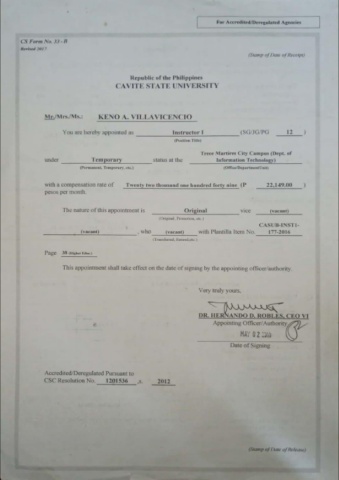 For Accredited/Deregulated Agencies
CS Form No. 33 - B
Revised 2017
(Stamp of Date of Receipt)
Republic of the Philippines
CAVITE STATE UNIVERSITY
Mr./Mrs./Ms.: KENO A. VILLAVICENCIO
You are hereby appointed as Instructor I (SG/JG/PG 12 )
(Position Title)
under Temporary status at the Trece Martires City Campus (Dept. of Information Technology)
(Permanent, Temporary, etc.) (Office/Department/Unit)
with a compensation rate of Twenty two thousand one hundred forty nine (P 22,149.00 )
pesos per month.
The nature of this appointment is Original vice (vacant)
(Original, Promotion, etc.)
(vacant) , who (vacant) with Plantilla Item No. CASUB-INST1-177-2016
(Transferred, Retired, etc.)
Page
This appointment shall take effect on the date of signing by the appointing officer/authority.
Very truly yours,
DR. HERNANDO D. ROBLES, CEO VI
Appointing Officer/Authority
MAY 02
Date of Signing
Accredited/Deregulated Pursuant to
CSC Resolution No. 1201536 , s. 2012
(Stamp of Date of Release)